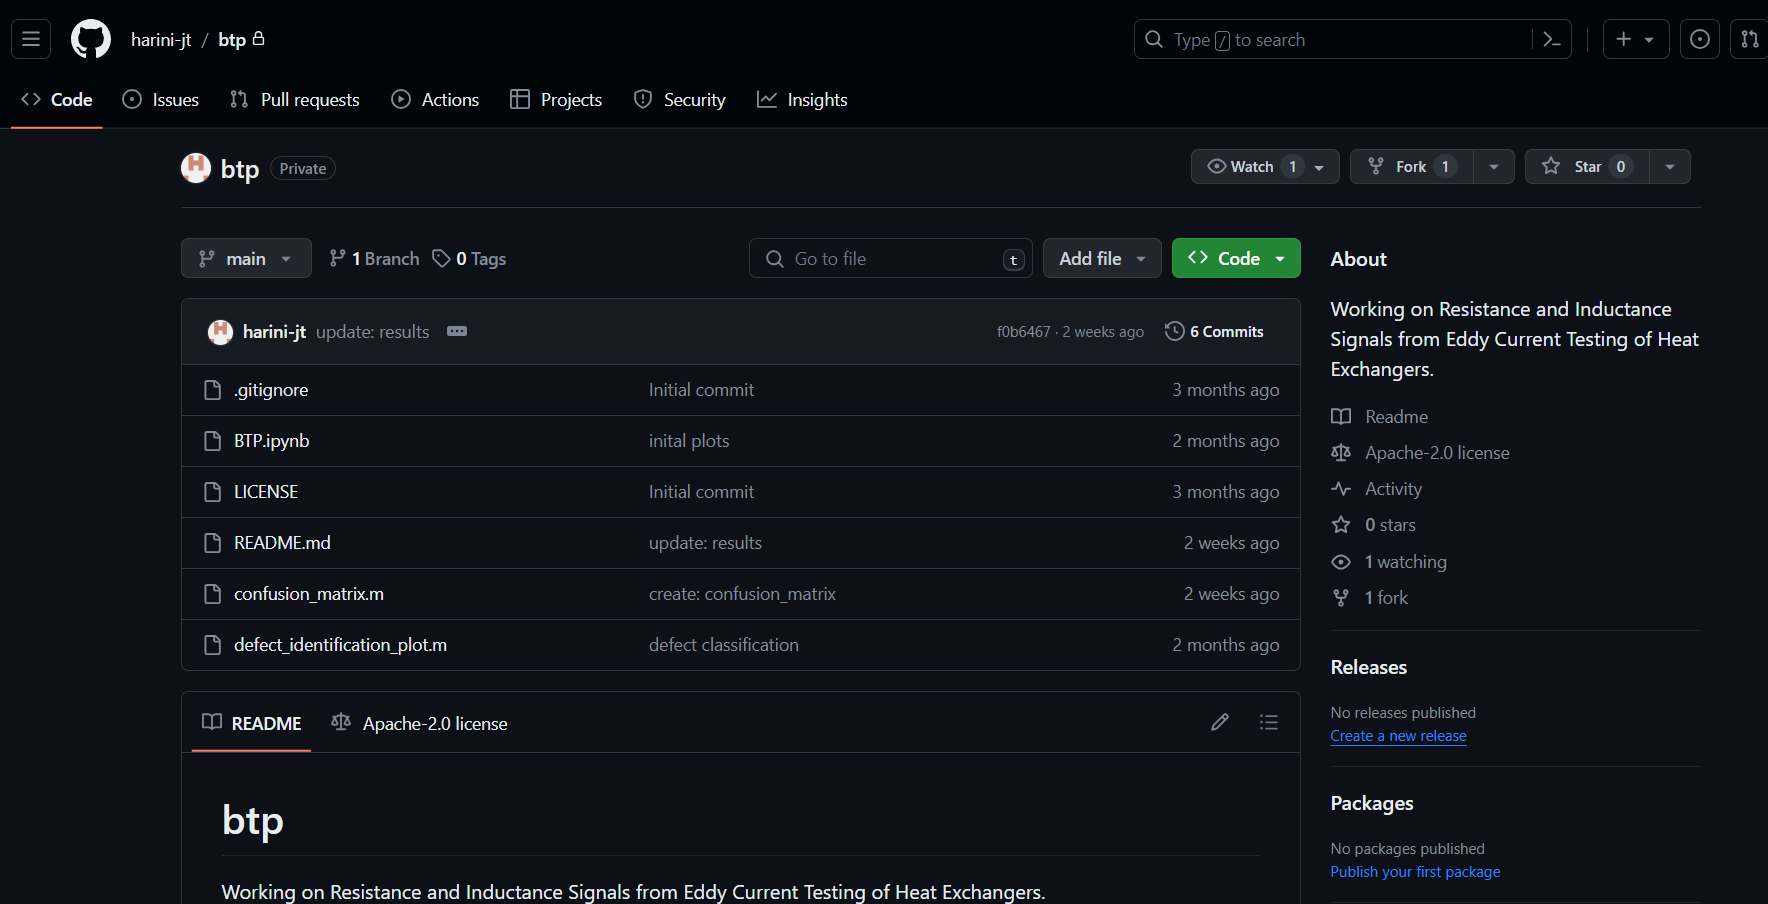 harini-jt / btp
Type / to search
Code Issues Pull requests Actions Projects Security Insights
btp Private
Watch 1 Fork 1 Star 0
main 1 Branch 0 Tags Go to file t Add file Code
harini-jt update: results f0b6467 · 2 weeks ago 6 Commits
.gitignore Initial commit 3 months ago
BTP.ipynb inital plots 2 months ago
LICENSE Initial commit 3 months ago
README.md update: results 2 weeks ago
confusion_matrix.m create: confusion_matrix 2 weeks ago
defect_identification_plot.m defect classification 2 months ago
README Apache-2.0 license
btp
Working on Resistance and Inductance Signals from Eddy Current Testing of Heat Exchangers.
About
Working on Resistance and Inductance
Signals from Eddy Current Testing of Heat
Exchangers.
Readme
Apache-2.0 license
Activity
0 stars
1 watching
1 fork
Releases
No releases published
Create a new release
Packages
No packages published
Publish your first package